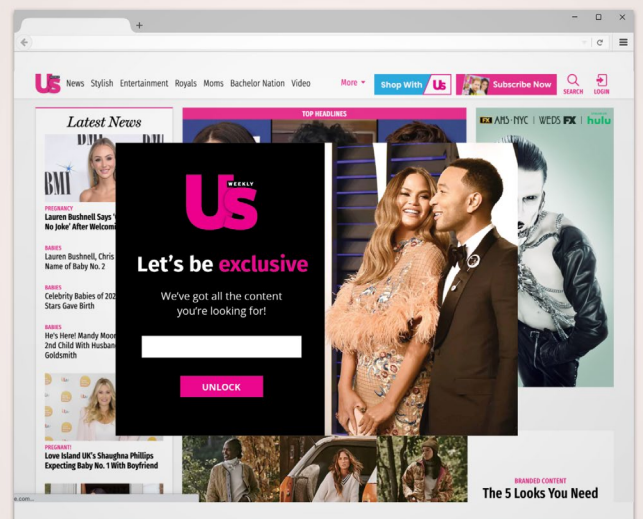 Us
News Stylish Entertainment Royals Moms Bachelor Nation Video
More
Shop With Us
Subscribe Now
SEARCH
LOGIN
Latest News
BMI
PREGNANCY
Lauren Bushnell Says
No Joke' After
BABIES
Lauren Bushnell, Chris
Name of Baby No. 2
BABIES
Celebrity Babies of
Stars Gave Birth
BABIES
He's Here! Mandy
2nd Child With
Goldsmith
PREGNANT!
Love Island UK's Shaughna Phillips
Expecting Baby No. 1 With Boyfriend
TOP HEADLINES
FX AHS·NYC | WEDS FX | hulu
Us
WEEKLY
Let's be exclusive
We've got all the content
you're looking for!
UNLOCK
BRANDED CONTENT
The 5 Looks You Need
e.com...